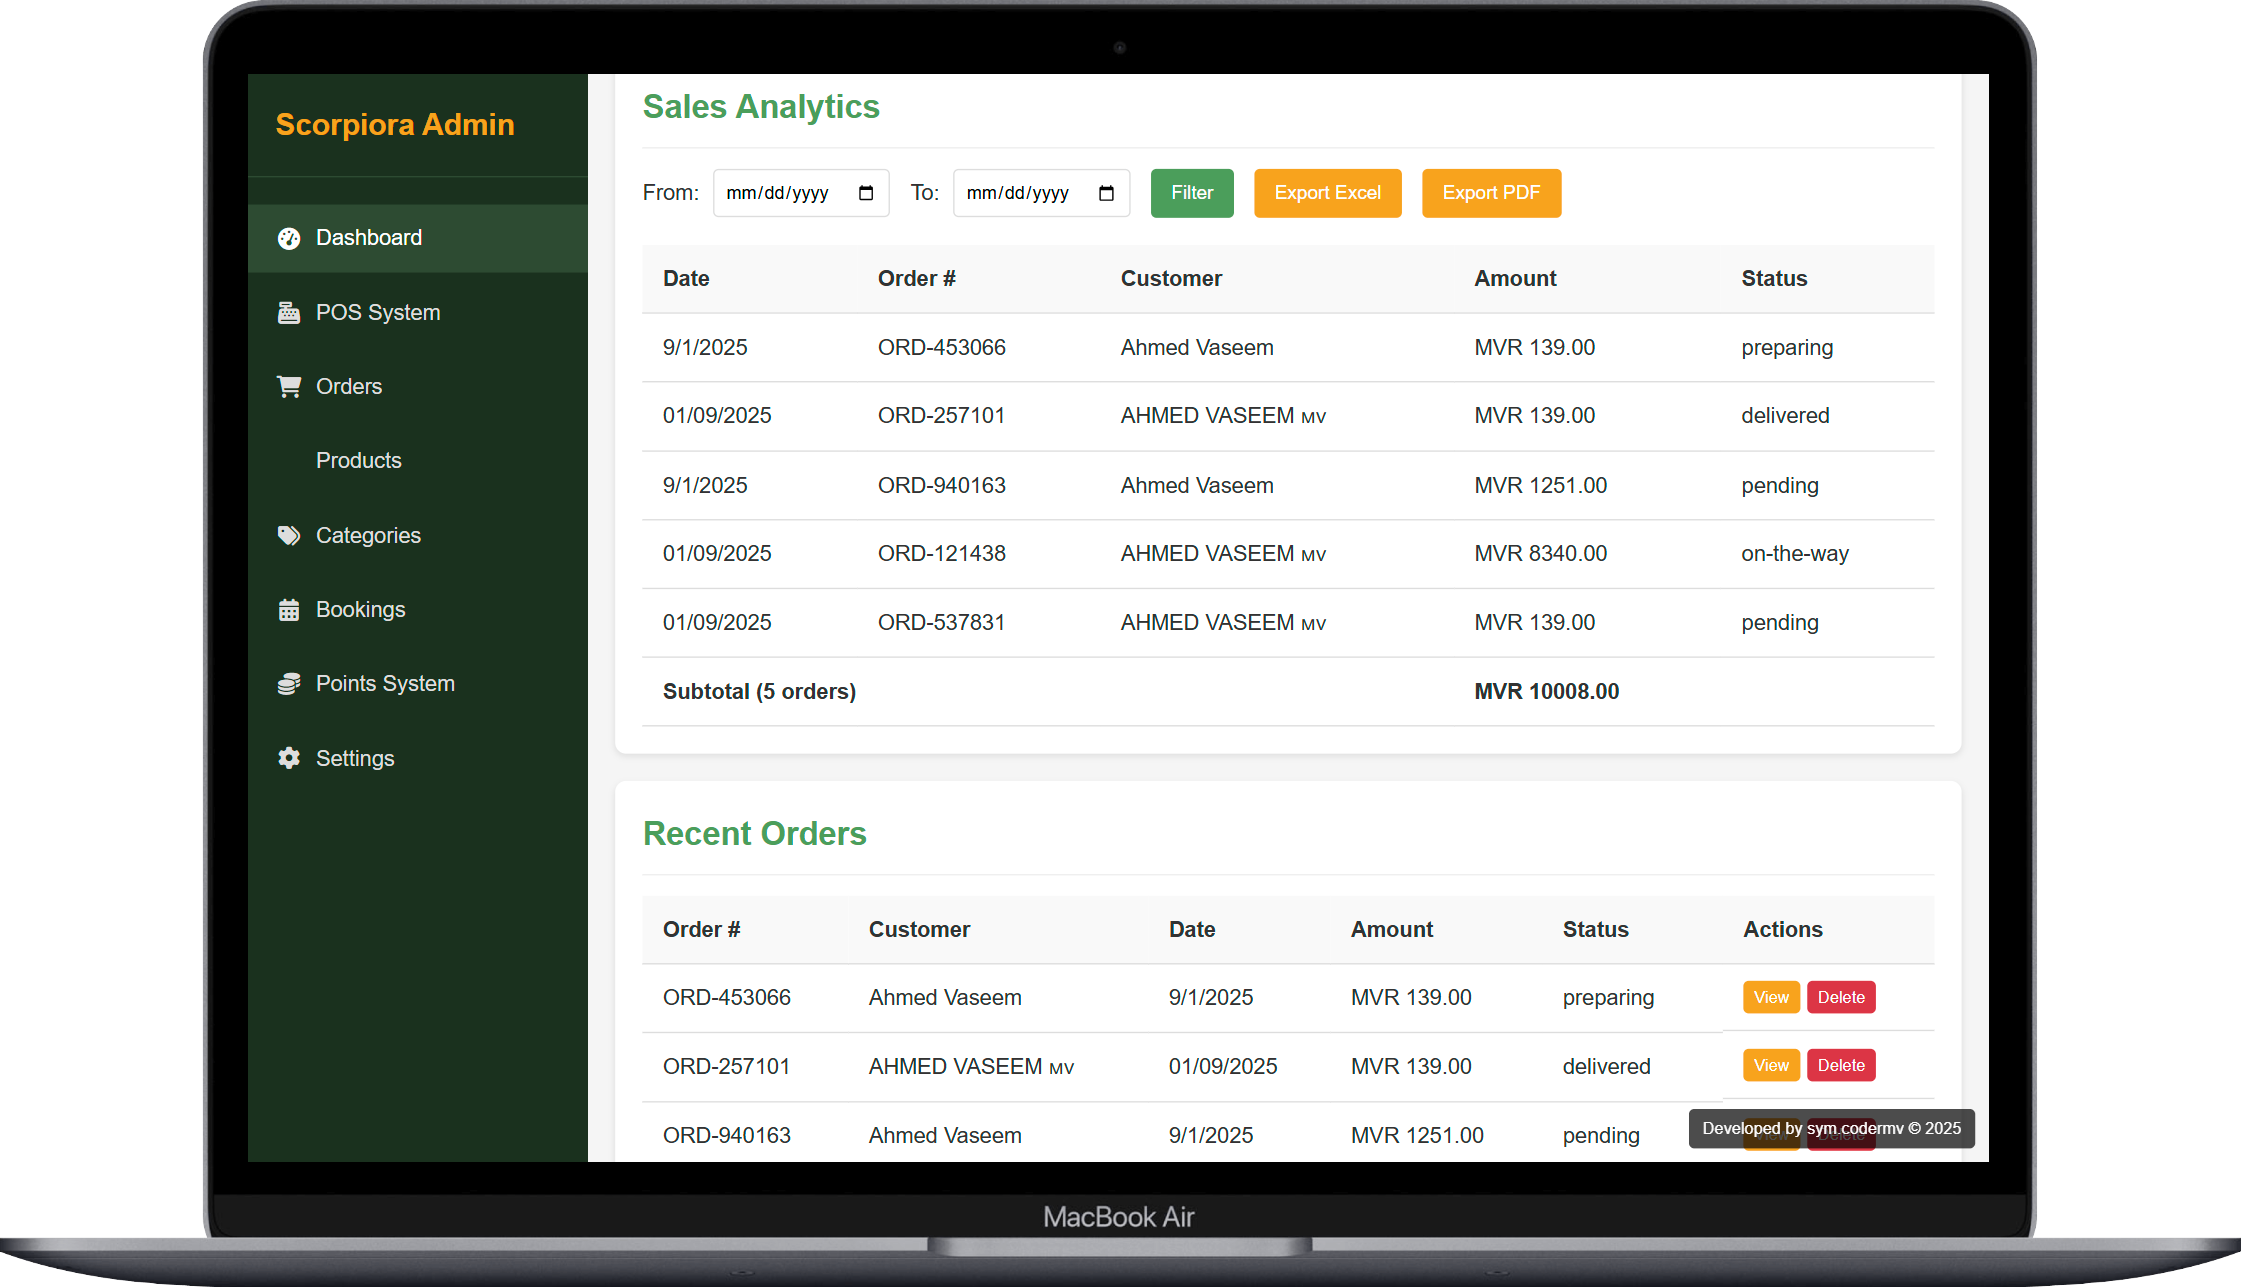 Scorpiora Admin
Dashboard
POS System
Orders
Products
Categories
Bookings
Points System
Settings
Sales Analytics
From: mm/dd/yyyy To: mm/dd/yyyy Filter Export Excel Export PDF
Date Order # Customer Amount Status
9/1/2025 ORD-453066 Ahmed Vaseem MVR 139.00 preparing
01/09/2025 ORD-257101 AHMED VASEEM MV MVR 139.00 delivered
9/1/2025 ORD-940163 Ahmed Vaseem MVR 1251.00 pending
01/09/2025 ORD-121438 AHMED VASEEM MV MVR 8340.00 on-the-way
01/09/2025 ORD-537831 AHMED VASEEM MV MVR 139.00 pending
Subtotal (5 orders) MVR 10008.00
Recent Orders
Order # Customer Date Amount Status Actions
ORD-453066 Ahmed Vaseem 9/1/2025 MVR 139.00 preparing View Delete
ORD-257101 AHMED VASEEM MV 01/09/2025 MVR 139.00 delivered View Delete
ORD-940163 Ahmed Vaseem 9/1/2025 MVR 1251.00 pending View Delete
Developed by sym.codermv © 2025
MacBook Air